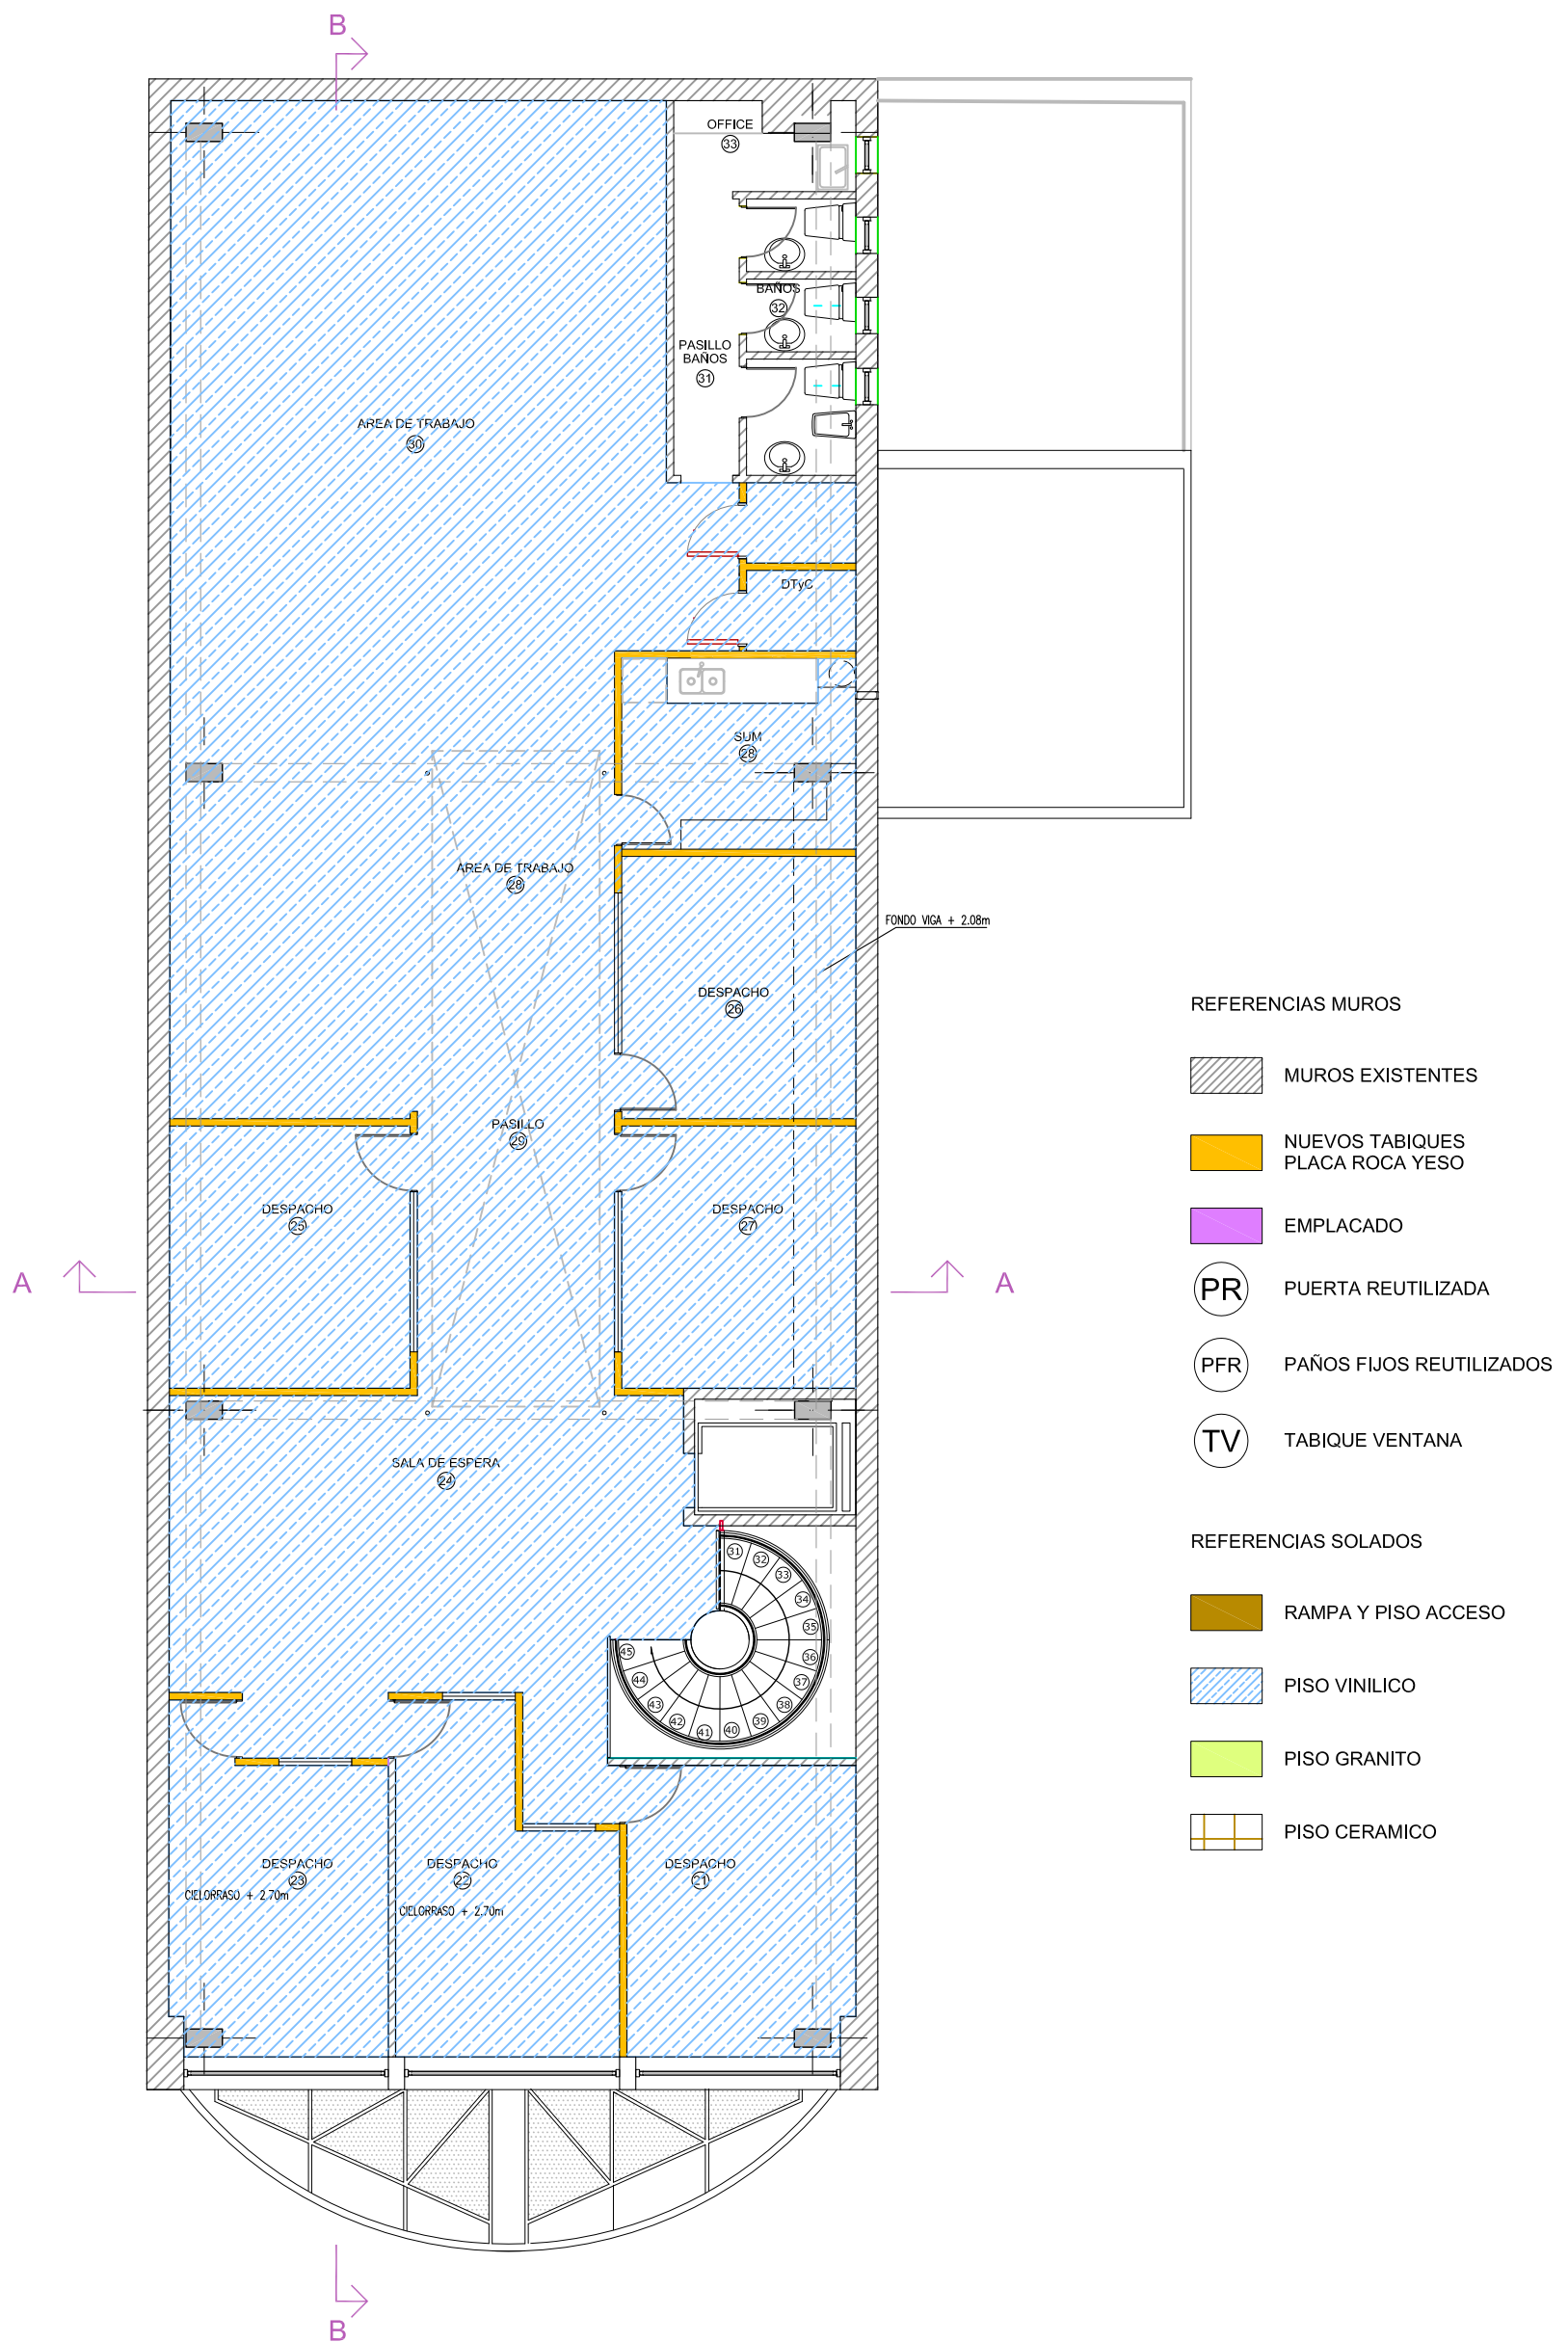 B
OFFICE
33
BAÑOS
32
PASILLO
BAÑOS
31
AREA DE TRABAJO
30
DTyC
SUM
28
AREA DE TRABAJO
28
FONDO VIGA + 2.08m
DESPACHO
26
PASILLO
29
DESPACHO
25
DESPACHO
27
A
A
SALA DE ESPERA
24
31
32
33
34
35
36
37
38
39
40
41
42
43
44
45
DESPACHO
23
CIELORRASO + 2.70m
DESPACHO
22
CIELORRASO + 2.70m
DESPACHO
21
B
REFERENCIAS MUROS
MUROS EXISTENTES
NUEVOS TABIQUES
PLACA ROCA YESO
EMPLACADO
PR PUERTA REUTILIZADA
PFR PAÑOS FIJOS REUTILIZADOS
TV TABIQUE VENTANA
REFERENCIAS SOLADOS
RAMPA Y PISO ACCESO
PISO VINILICO
PISO GRANITO
PISO CERAMICO